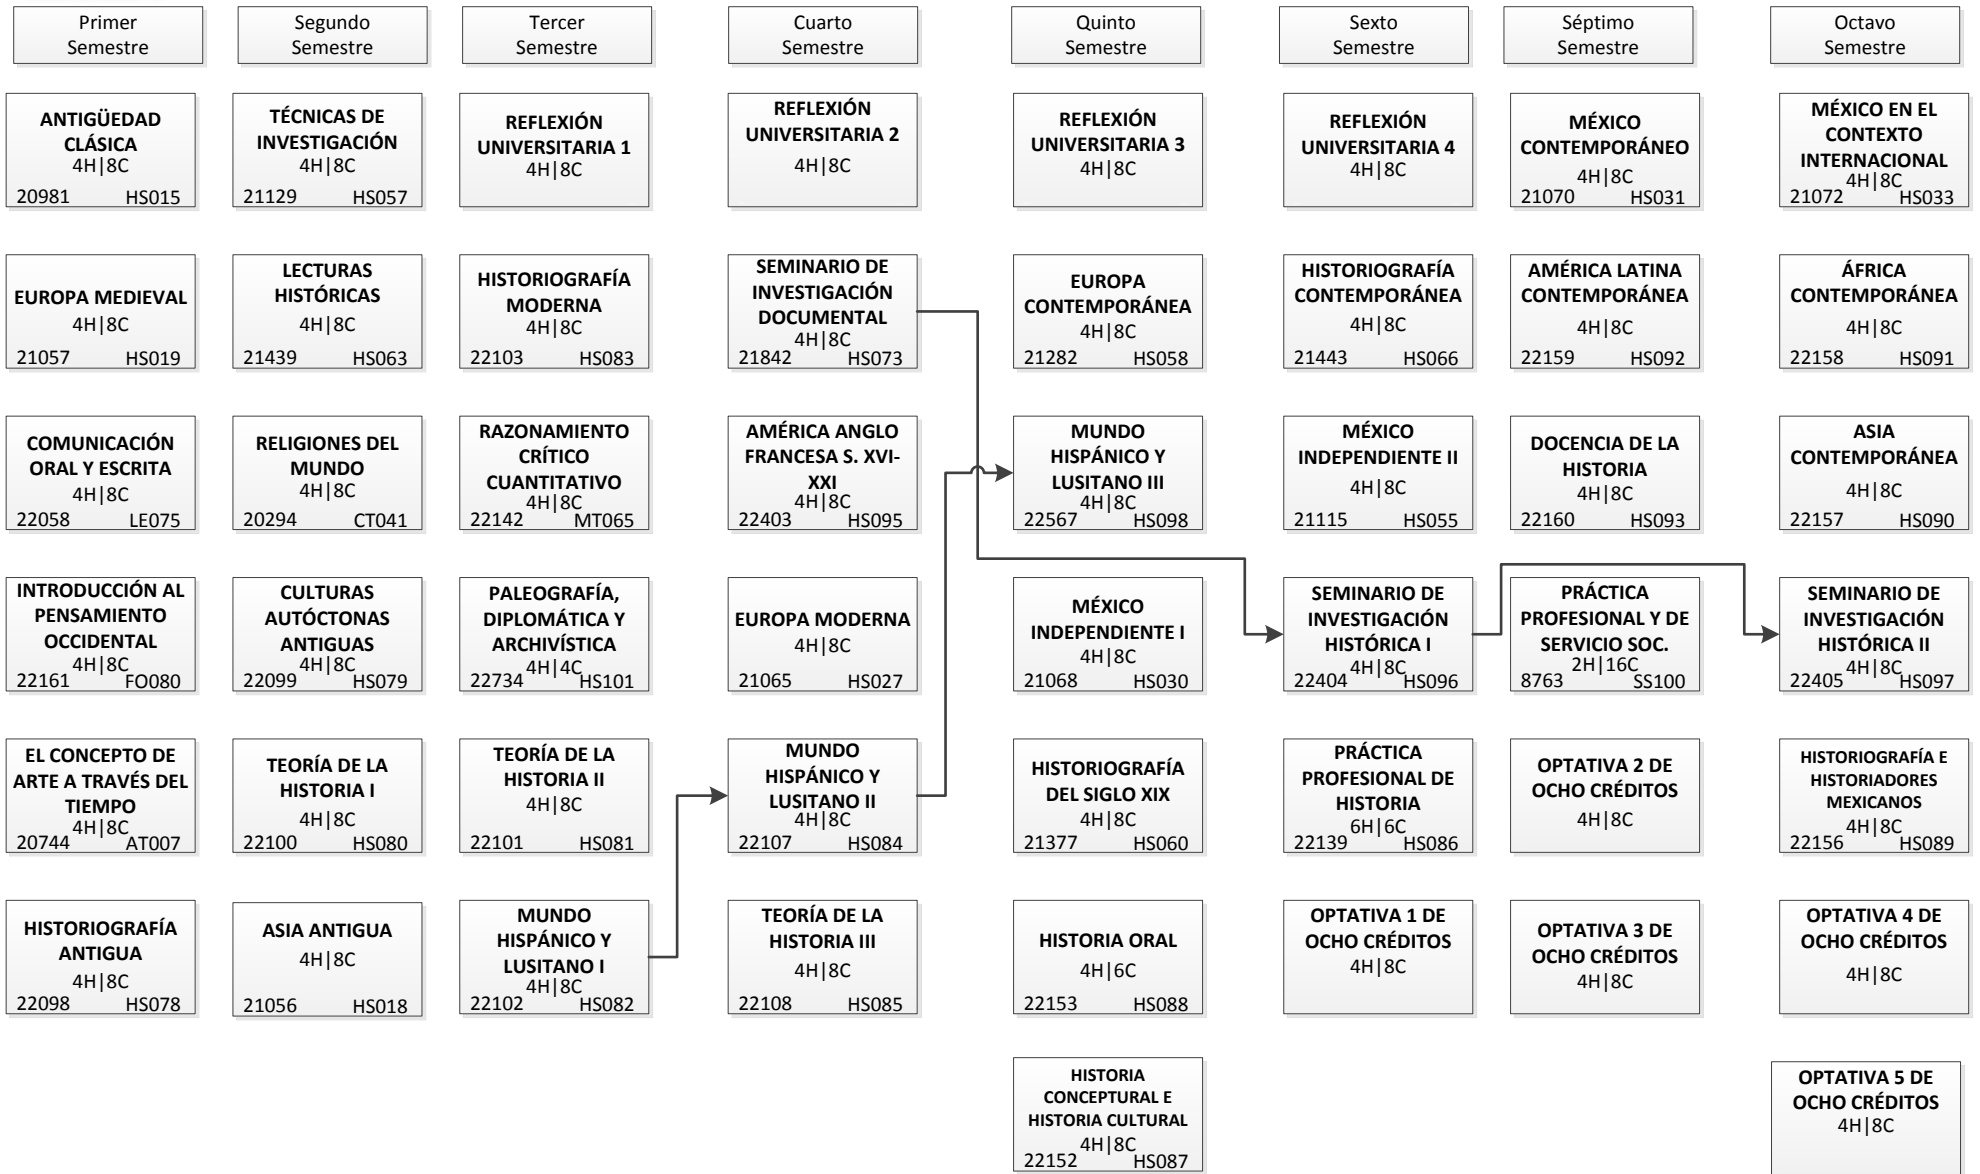 Primer
Semestre
Segundo
Semestre
Tercer
Semestre
Cuarto
Semestre
Quinto
Semestre
Sexto
Semestre
Séptimo
Semestre
Octavo
Semestre
ANTIGÜEDAD
CLÁSICA
4H|8C
20981 HS015
TÉCNICAS DE
INVESTIGACIÓN
4H|8C
21129 HS057
REFLEXIÓN
UNIVERSITARIA 1
4H|8C
REFLEXIÓN
UNIVERSITARIA 2
4H|8C
REFLEXIÓN
UNIVERSITARIA 3
4H|8C
REFLEXIÓN
UNIVERSITARIA 4
4H|8C
MÉXICO
CONTEMPORÁNEO
4H|8C
21070 HS031
MÉXICO EN EL
CONTEXTO
INTERNACIONAL
4H|8C
21072 HS033
EUROPA MEDIEVAL
4H|8C
21057 HS019
LECTURAS
HISTÓRICAS
4H|8C
21439 HS063
HISTORIOGRAFÍA
MODERNA
4H|8C
22103 HS083
SEMINARIO DE
INVESTIGACIÓN
DOCUMENTAL
4H|8C
21842 HS073
EUROPA
CONTEMPORÁNEA
4H|8C
21282 HS058
HISTORIOGRAFÍA
CONTEMPORÁNEA
4H|8C
21443 HS066
AMÉRICA LATINA
CONTEMPORÁNEA
4H|8C
22159 HS092
ÁFRICA
CONTEMPORÁNEA
4H|8C
22158 HS091
COMUNICACIÓN
ORAL Y ESCRITA
4H|8C
22058 LE075
RELIGIONES DEL
MUNDO
4H|8C
20294 CT041
RAZONAMIENTO
CRÍTICO
CUANTITATIVO
4H|8C
22142 MT065
AMÉRICA ANGLO
FRANCESA S. XVI-
XXI
4H|8C
22403 HS095
MUNDO
HISPÁNICO Y
LUSITANO III
4H|8C
22567 HS098
MÉXICO
INDEPENDIENTE II
4H|8C
21115 HS055
DOCENCIA DE LA
HISTORIA
4H|8C
22160 HS093
ASIA
CONTEMPORÁNEA
4H|8C
22157 HS090
INTRODUCCIÓN AL
PENSAMIENTO
OCCIDENTAL
4H|8C
22161 FO080
CULTURAS
AUTÓCTONAS
ANTIGUAS
4H|8C
22099 HS079
PALEOGRAFÍA,
DIPLOMÁTICA Y
ARCHIVÍSTICA
4H|4C
22734 HS101
EUROPA MODERNA
4H|8C
21065 HS027
MÉXICO
INDEPENDIENTE I
4H|8C
21068 HS030
SEMINARIO DE
INVESTIGACIÓN
HISTÓRICA I
4H|8C
22404 HS096
PRÁCTICA
PROFESIONAL Y DE
SERVICIO SOC.
2H|16C
8763 SS100
SEMINARIO DE
INVESTIGACIÓN
HISTÓRICA II
4H|8C
22405 HS097
EL CONCEPTO DE
ARTE A TRAVÉS DEL
TIEMPO
4H|8C
20744 AT007
TEORÍA DE LA
HISTORIA I
4H|8C
22100 HS080
TEORÍA DE LA
HISTORIA II
4H|8C
22101 HS081
MUNDO
HISPÁNICO Y
LUSITANO II
4H|8C
22107 HS084
HISTORIOGRAFÍA
DEL SIGLO XIX
4H|8C
21377 HS060
PRÁCTICA
PROFESIONAL DE
HISTORIA
6H|6C
22139 HS086
OPTATIVA 2 DE
OCHO CRÉDITOS
4H|8C
HISTORIOGRAFÍA E
HISTORIADORES
MEXICANOS
4H|8C
22156 HS089
HISTORIOGRAFÍA
ANTIGUA
4H|8C
22098 HS078
ASIA ANTIGUA
4H|8C
21056 HS018
MUNDO
HISPÁNICO Y
LUSITANO I
4H|8C
22102 HS082
TEORÍA DE LA
HISTORIA III
4H|8C
22108 HS085
HISTORIA ORAL
4H|6C
22153 HS088
OPTATIVA 1 DE
OCHO CRÉDITOS
4H|8C
OPTATIVA 3 DE
OCHO CRÉDITOS
4H|8C
OPTATIVA 4 DE
OCHO CRÉDITOS
4H|8C
HISTORIA
CONCEPTURAL E
HISTORIA CULTURAL
4H|8C
22152 HS087
OPTATIVA 5 DE
OCHO CRÉDITOS
4H|8C